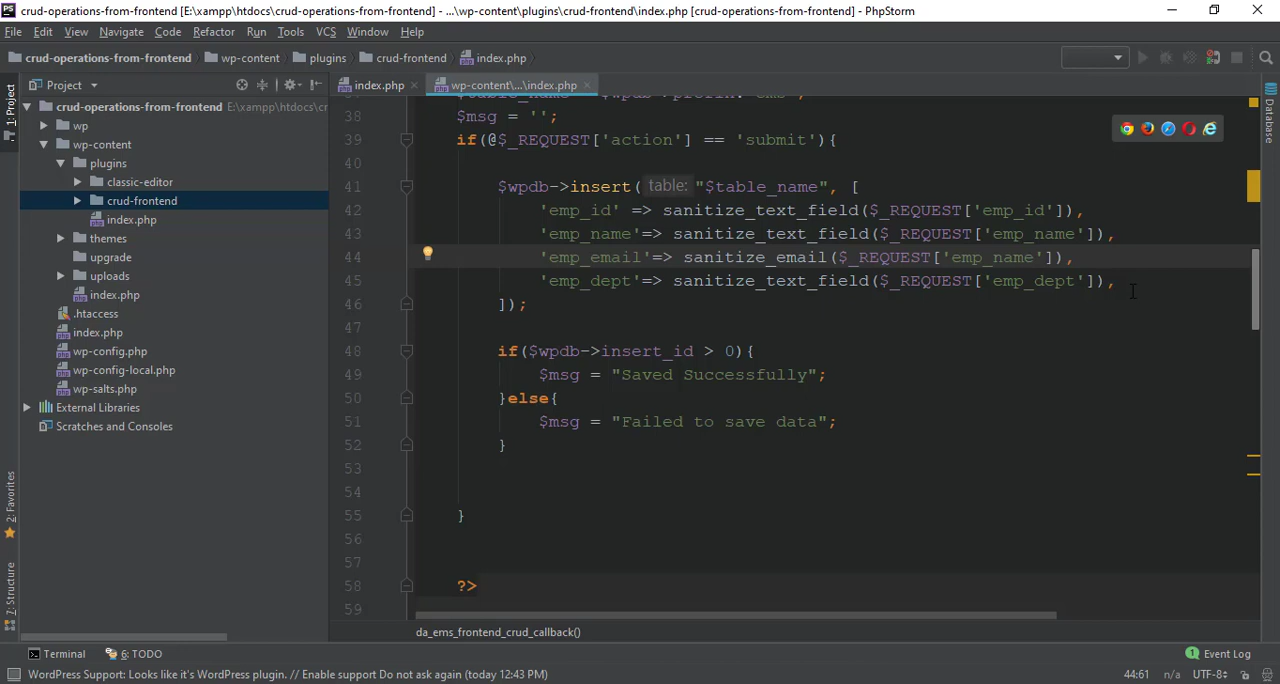 crud-operations-from-frontend [E:\xampp\htdocs\crud-operations-from-frontend] - ...\wp-content\plugins\crud-frontend\index.php [crud-operations-from-frontend] - PhpStorm
File Edit View Navigate Code Refactor Run Tools VCS Window Help
crud-operations-from-frontend wp-content plugins crud-frontend index.php
Project index.php wp-content\...\index.php
1: Project
crud-operations-from-frontend E:\xampp\htdocs\cr
wp
wp-content
plugins
classic-editor
crud-frontend
index.php
themes
upgrade
uploads
index.php
.htaccess
index.php
wp-config.php
wp-config-local.php
wp-salts.php
External Libraries
Scratches and Consoles
2: Favorites
7: Structure
Database
38 $msg = '';
39 if(@$_REQUEST['action'] == 'submit'){
40
41 $wpdb->insert( table: "$table_name", [
42 'emp_id' => sanitize_text_field($_REQUEST['emp_id']),
43 'emp_name'=> sanitize_text_field($_REQUEST['emp_name']),
44 'emp_email'=> sanitize_email($_REQUEST['emp_name']),
45 'emp_dept'=> sanitize_text_field($_REQUEST['emp_dept']),
46 ]);
47
48 if($wpdb->insert_id > 0){
49 $msg = "Saved Successfully";
50 }else{
51 $msg = "Failed to save data";
52 }
53
54
55 }
56
57
58 ?>
59
da_ems_frontend_crud_callback()
Terminal 6: TODO 1 Event Log
WordPress Support: Looks like it's WordPress plugin. // Enable support Do not ask again (today 12:43 PM) 44:61 n/a UTF-8